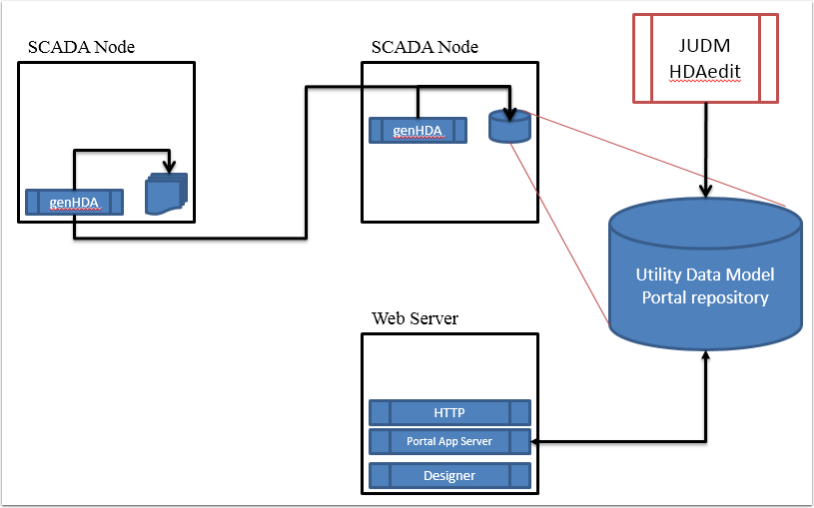 SCADA Node
SCADA Node
JUDM
HDAedit
genHDA
genHDA
Utility Data Model
Portal repository
Web Server
HTTP
Portal App Server
Designer